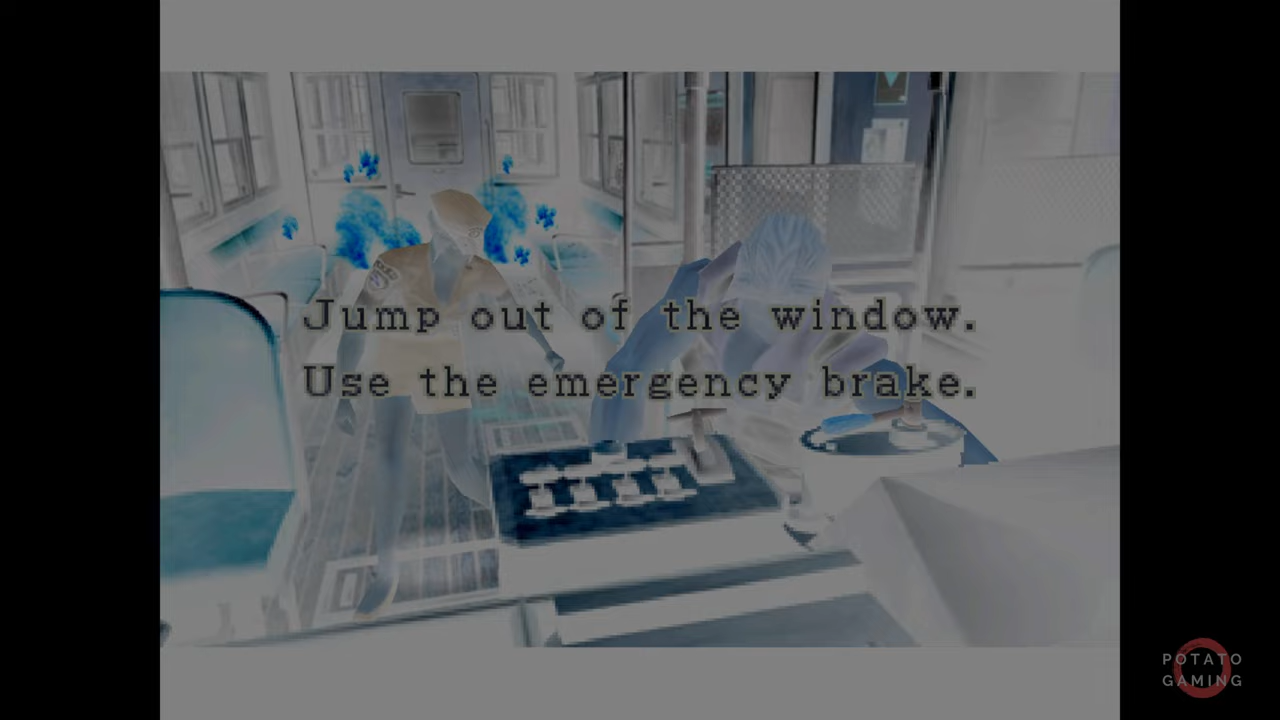 Jump out of the window.
Use the emergency brake.
POTATO
GAMING